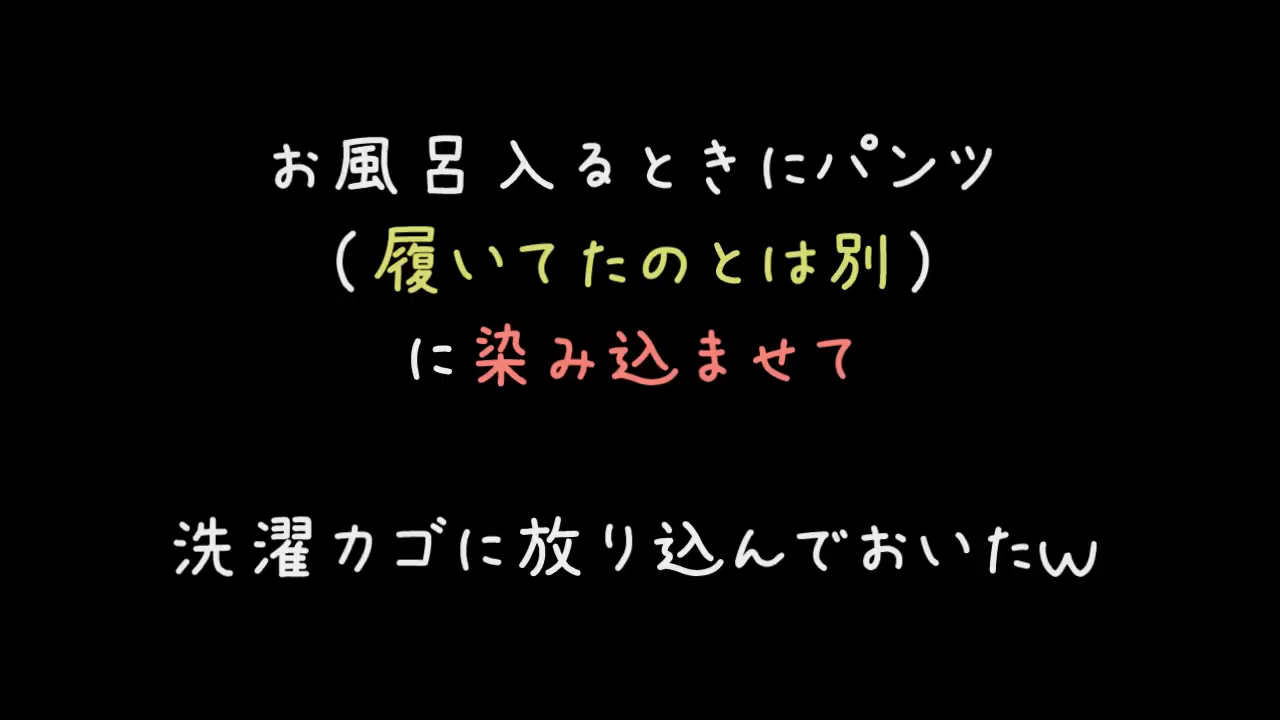 お風呂入るときにパンツ
(履いてたのとは別)
に染み込ませて
洗濯カゴに放り込んでおいたw